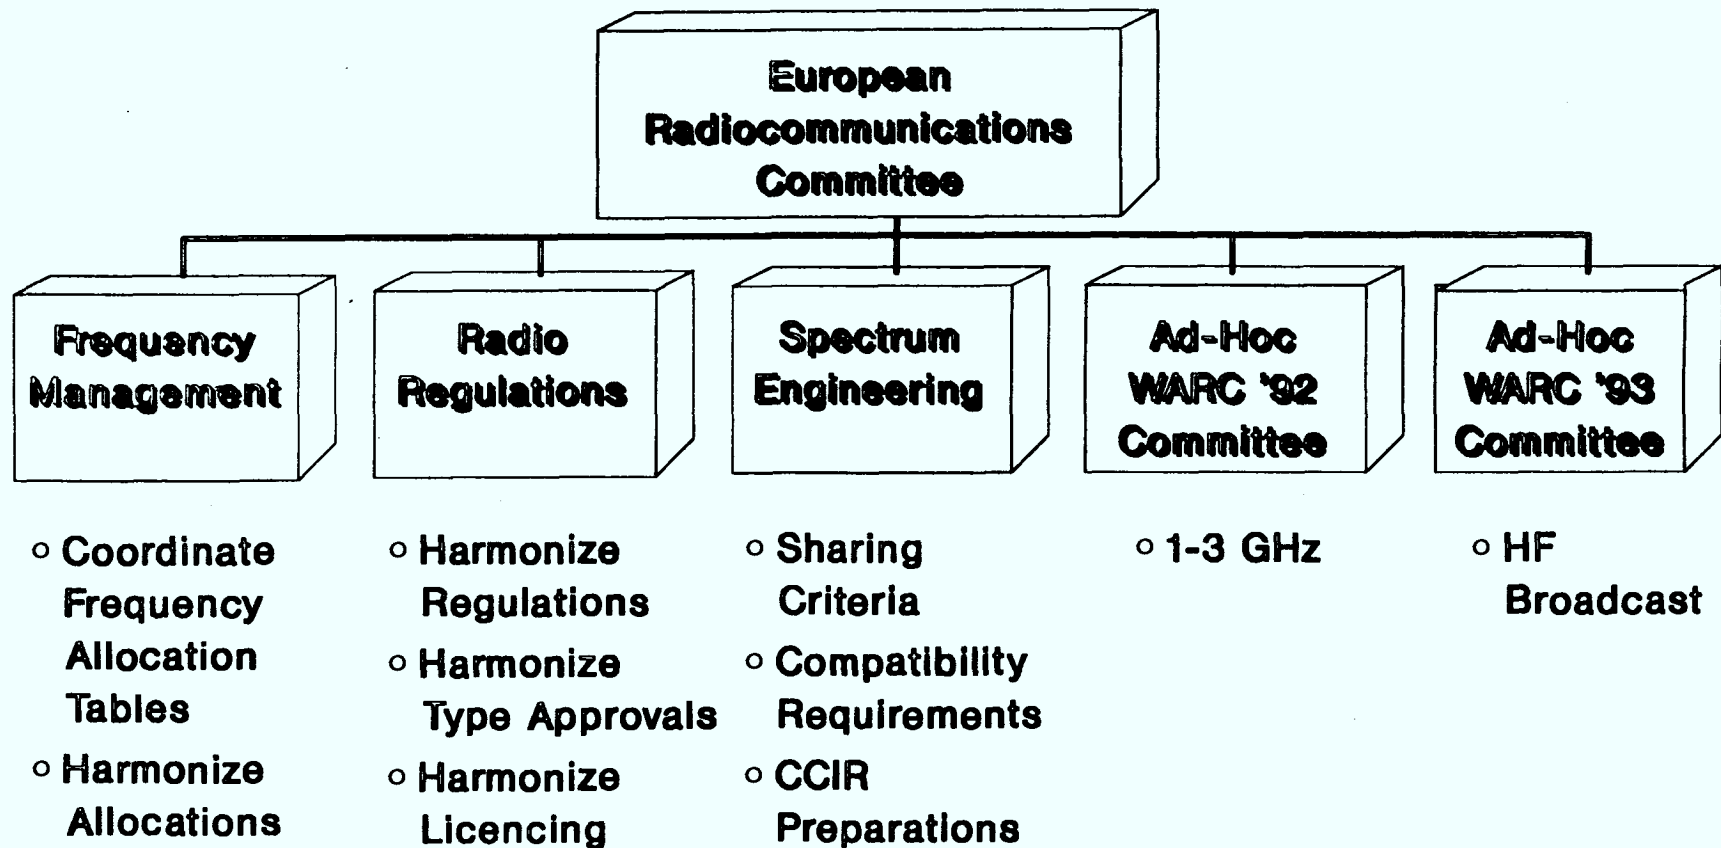 European
Radiocommunications
Committee
Frequency
Management
Radio
Regulations
Spectrum
Engineering
Ad-Hoc
WARC '92
Committee
Ad-Hoc
WARC '93
Committee
o Coordinate
Frequency
Allocation
Tables
o Harmonize
Allocations
o Harmonize
Regulations
o Harmonize
Type Approvals
o Harmonize
Licencing
o Sharing
Criteria
o Compatibility
Requirements
o CCIR
Preparations
o 1-3 GHz
o HF
Broadcast